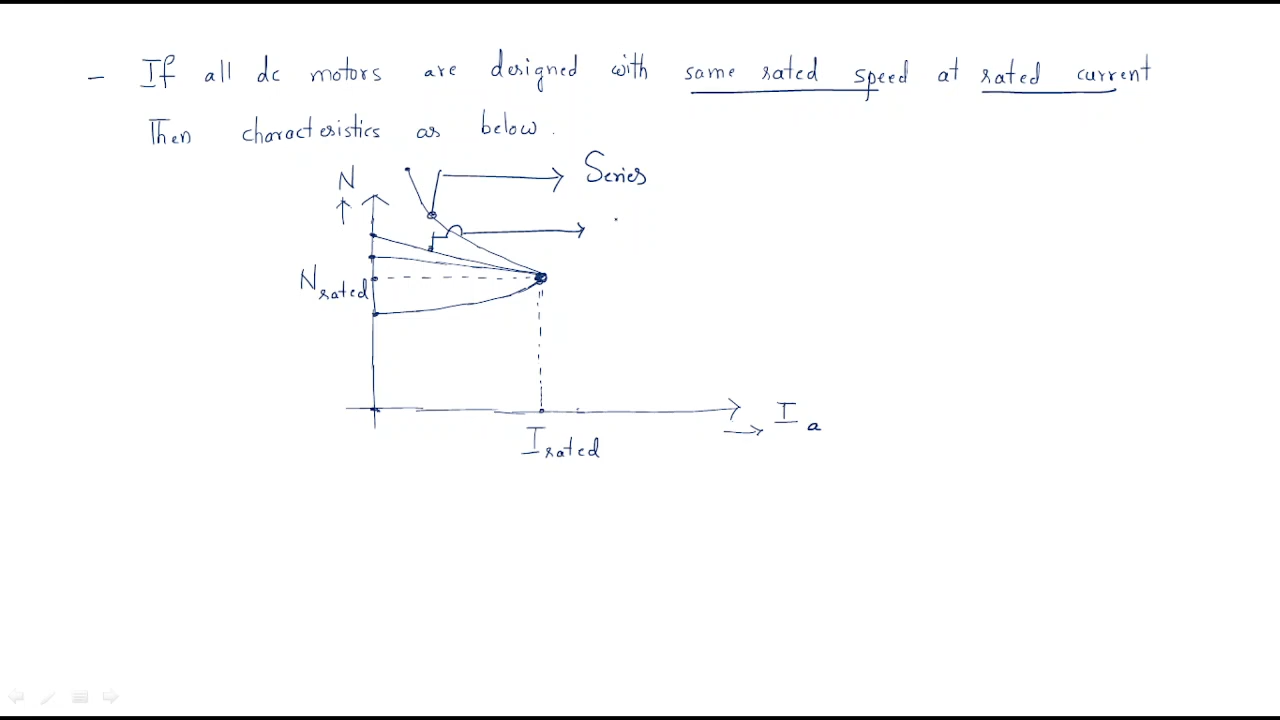 - If all dc motors are designed with same rated speed at rated current
Then characteristics as below.
N
Series
Nrated
Ia
Irated